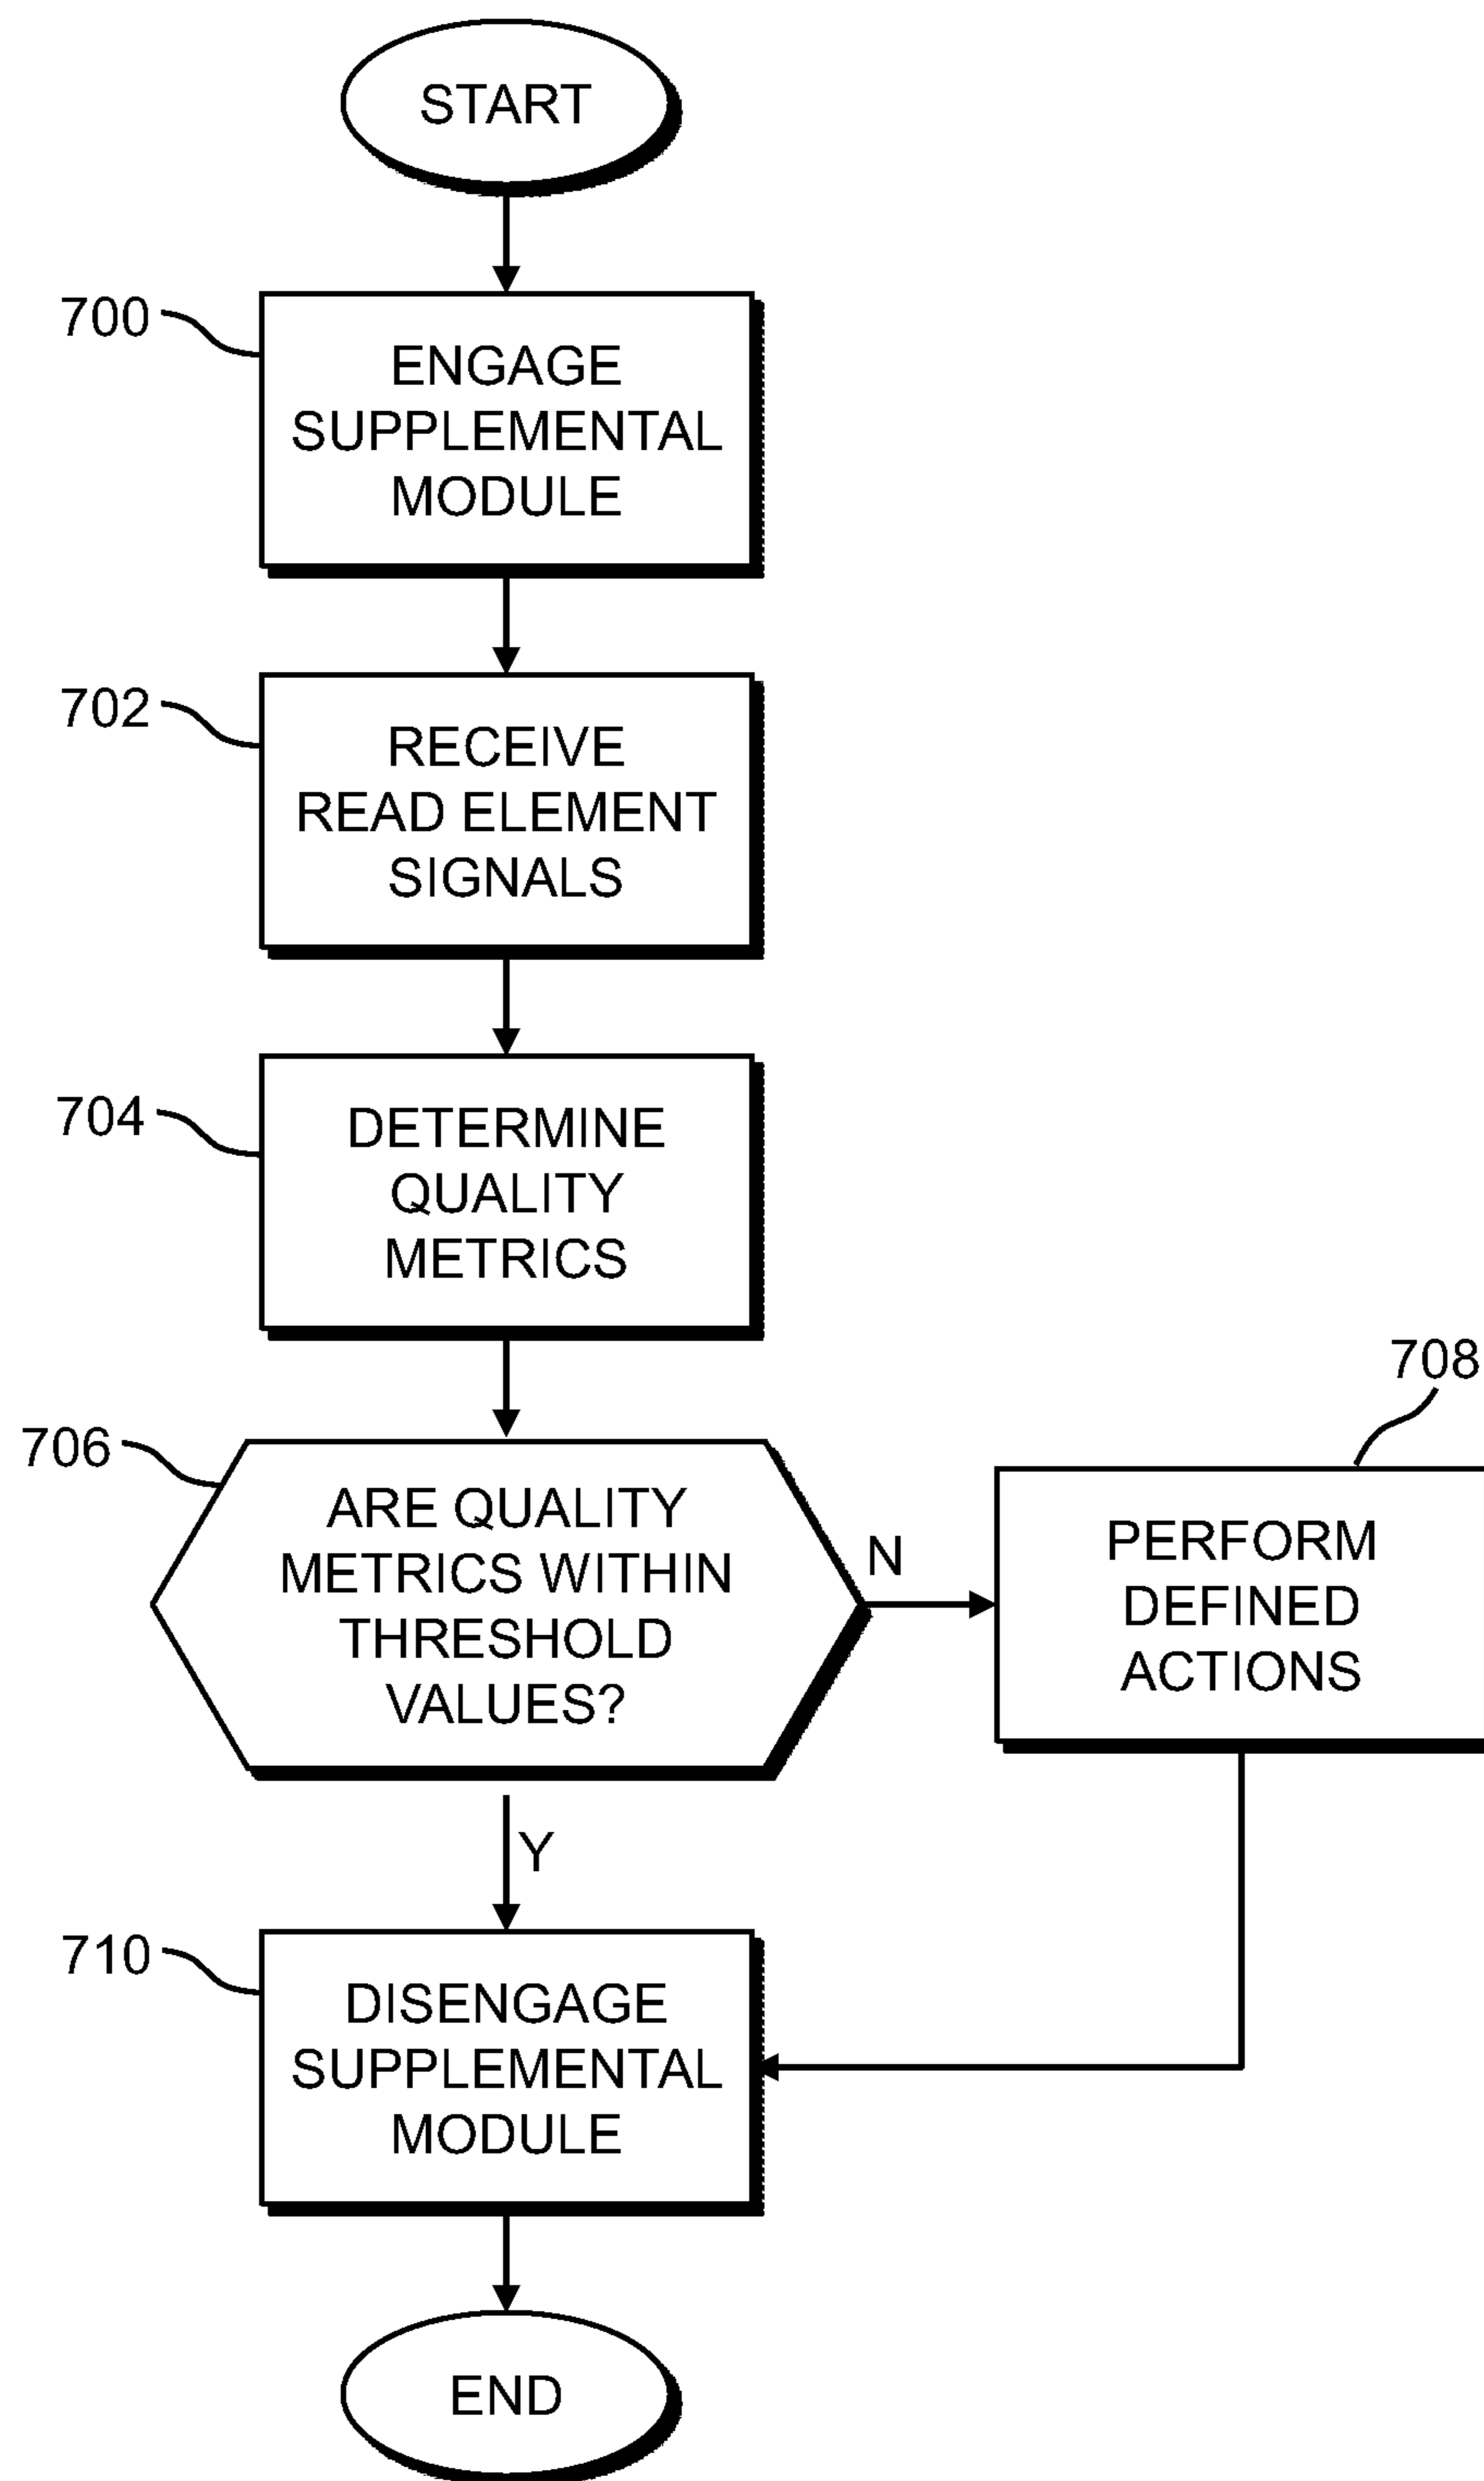 START
700
ENGAGE
SUPPLEMENTAL
MODULE
702
RECEIVE
READ ELEMENT
SIGNALS
704
DETERMINE
QUALITY
METRICS
706
ARE QUALITY
METRICS WITHIN
THRESHOLD
VALUES?
N
708
PERFORM
DEFINED
ACTIONS
Y
710
DISENGAGE
SUPPLEMENTAL
MODULE
END